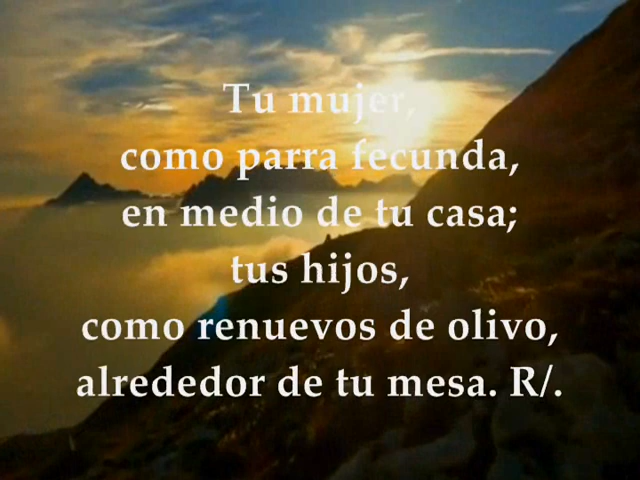 Tu mujer,
como parra fecunda,
en medio de tu casa;
tus hijos,
como renuevos de olivo,
alrededor de tu mesa. R/.